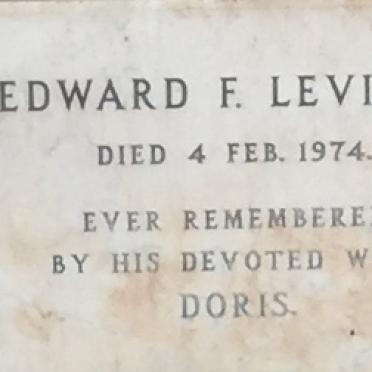 EDWARD F. LEVI
DIED 4 FEB. 1974.
EVER REMEMBERE
BY HIS DEVOTED W
DORIS.